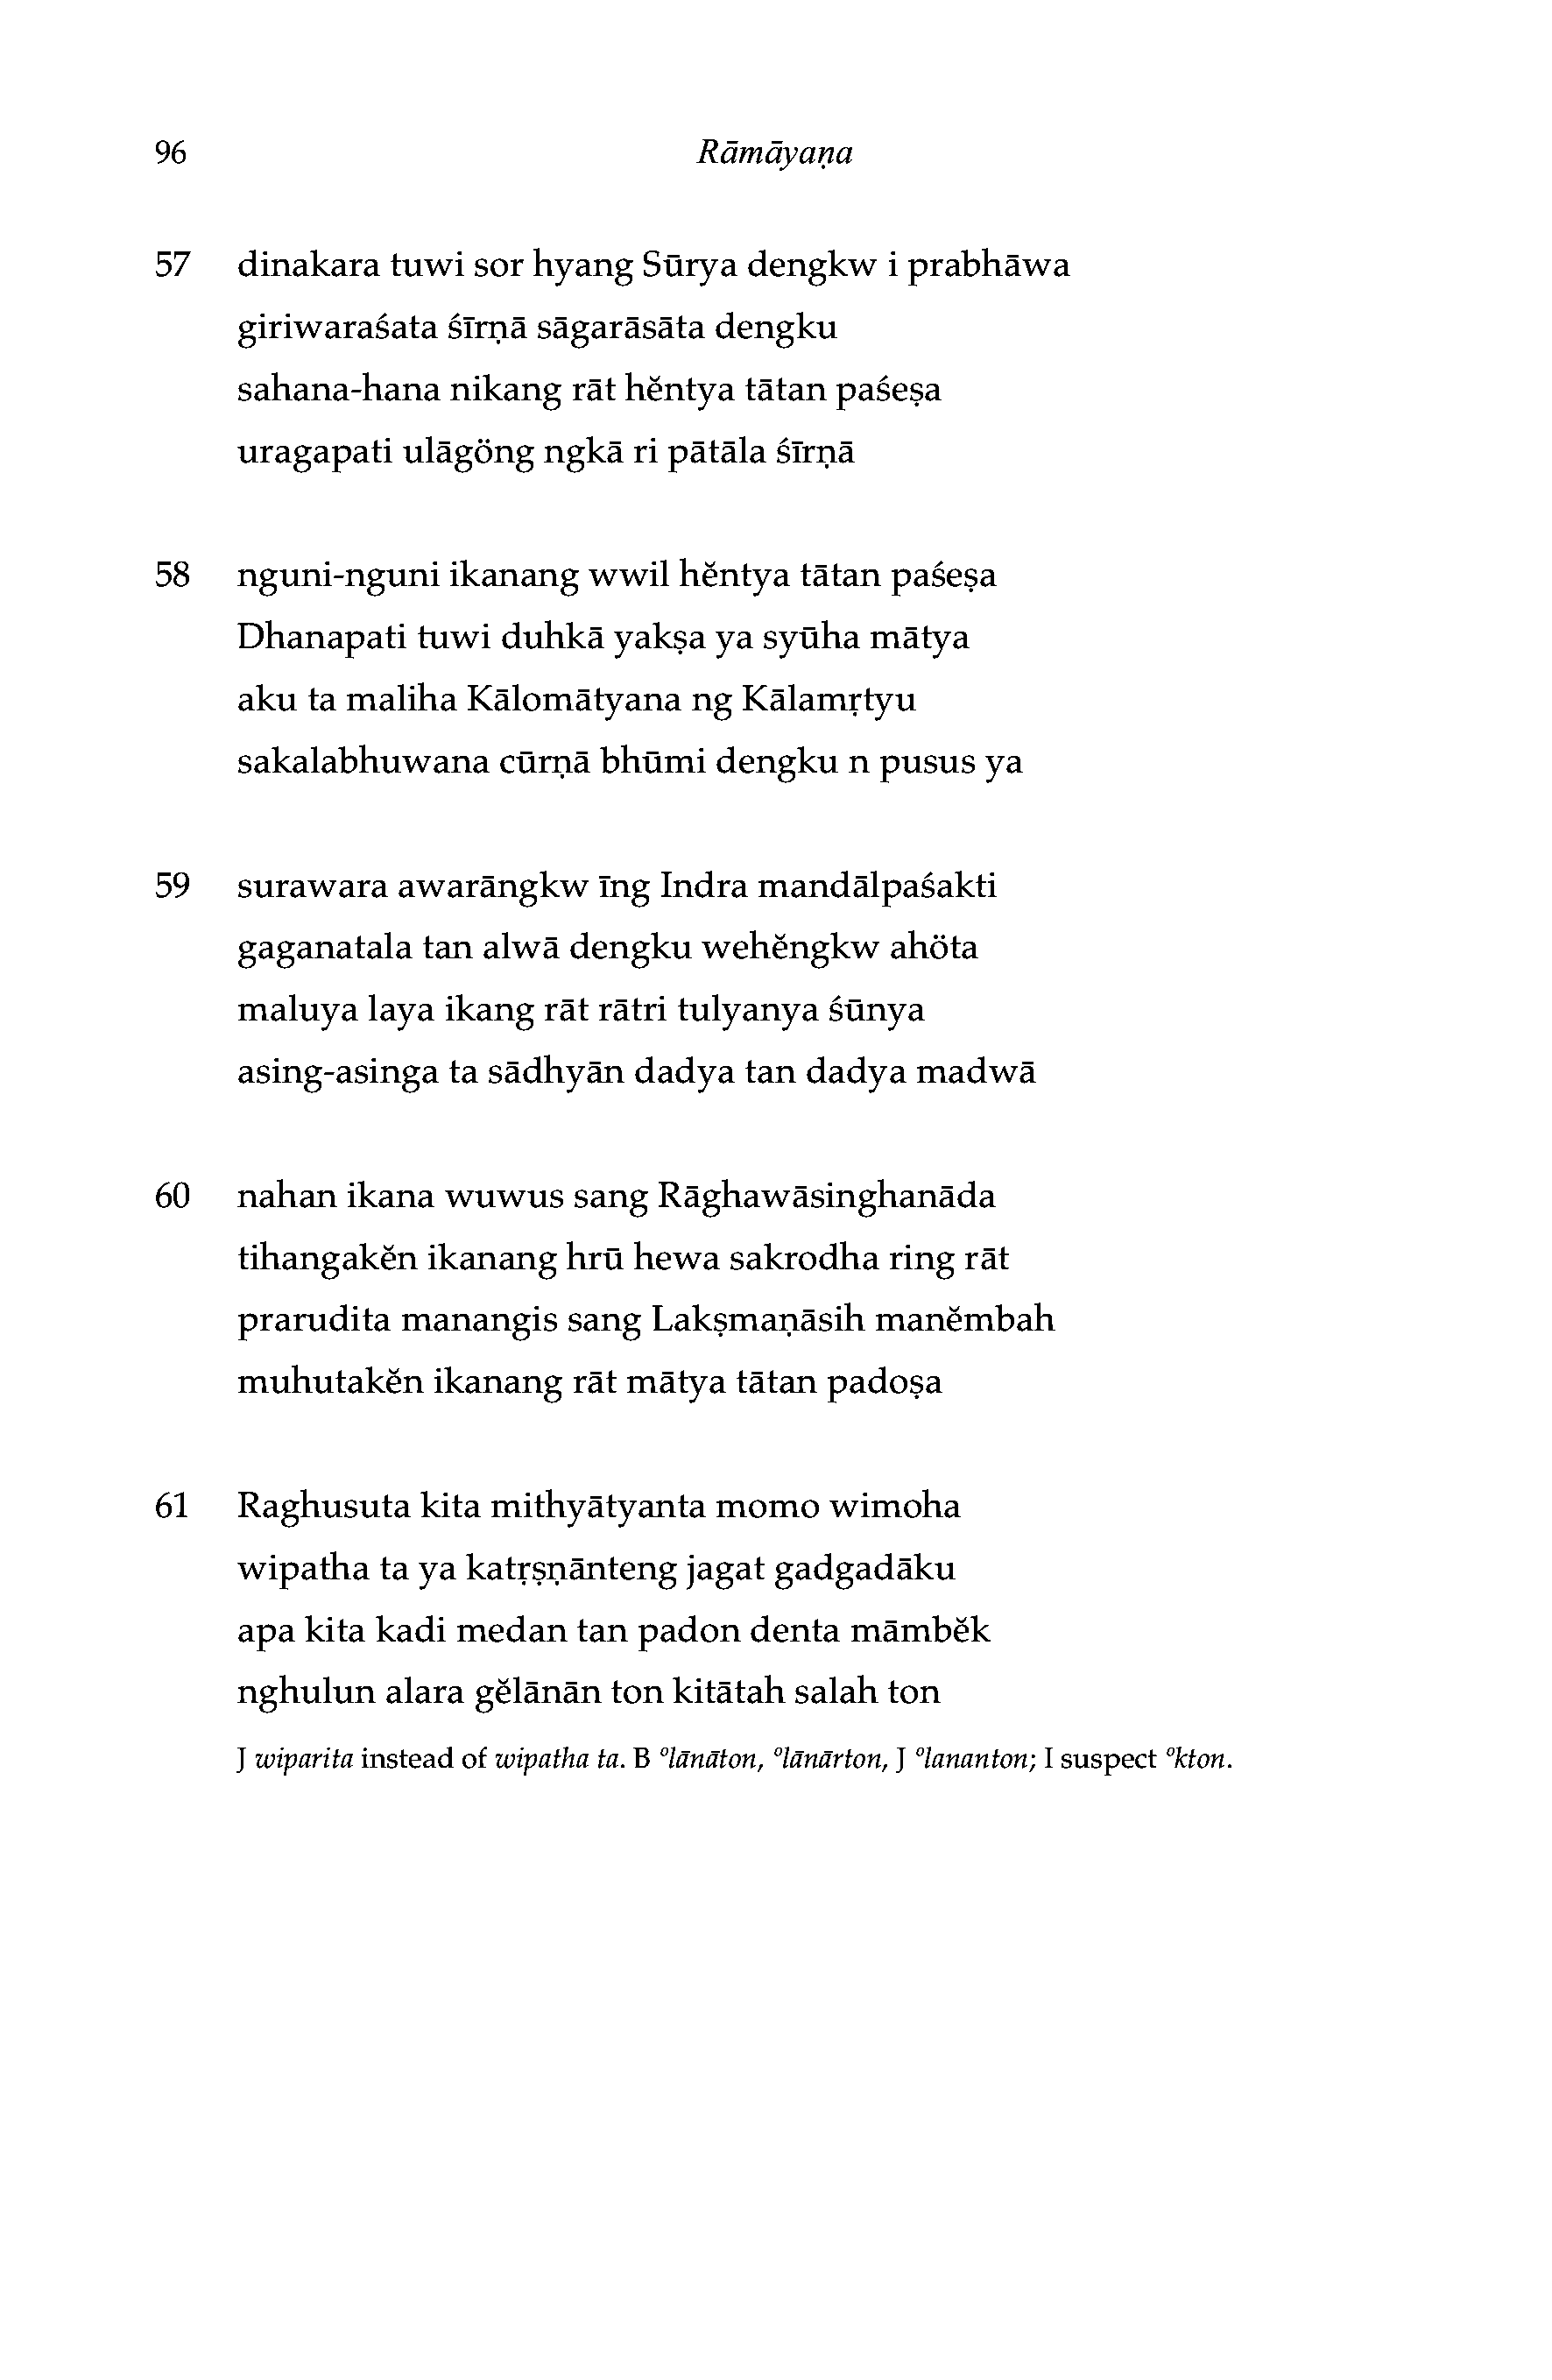 96 Rāmāyaṇa
57 dinakara tuwi sor hyang Sūrya dengkw i prabhāwa
giriwaraśata śīrṇā sāgarāsāta dengku
sahana-hana nikang rāt hĕntya tātan paśeṣa
uragapati ulāgöng ngkā ri pātāla śīrṇā
58 nguni-nguni ikanang wwil hĕntya tātan paśeṣa
Dhanapati tuwi duhkā yakṣa ya syūha mātya
aku ta maliha Kālomātyana ng Kālamṛtyu
sakalabhuwana cūrṇā bhūmi dengku n pusus ya
59 surawara awarāngkw īng Indra mandālpaśakti
gaganatala tan alwā dengku wehĕngkw ahöta
maluya laya ikang rāt rātri tulyanya śūnya
asing-asinga ta sādhyān dadya tan dadya madwā
60 nahan ikana wuwus sang Rāghawāsinghanāda
tihangakĕn ikanang hrū hewa sakrodha ring rāt
prarudita manangis sang Lakṣmaṇāsih manĕmbah
muhutakĕn ikanang rāt mātya tātan padoṣa
61 Raghusuta kita mithyātyanta momo wimoha
wipatha ta ya katṛṣṇānteng jagat gadgadāku
apa kita kadi medan tan padon denta māmbĕk
nghulun alara gĕlānān ton kitātah salah ton
J wiparita instead of wipatha ta. B °lānāton, °lānārton, J °lananton; I suspect °kton.